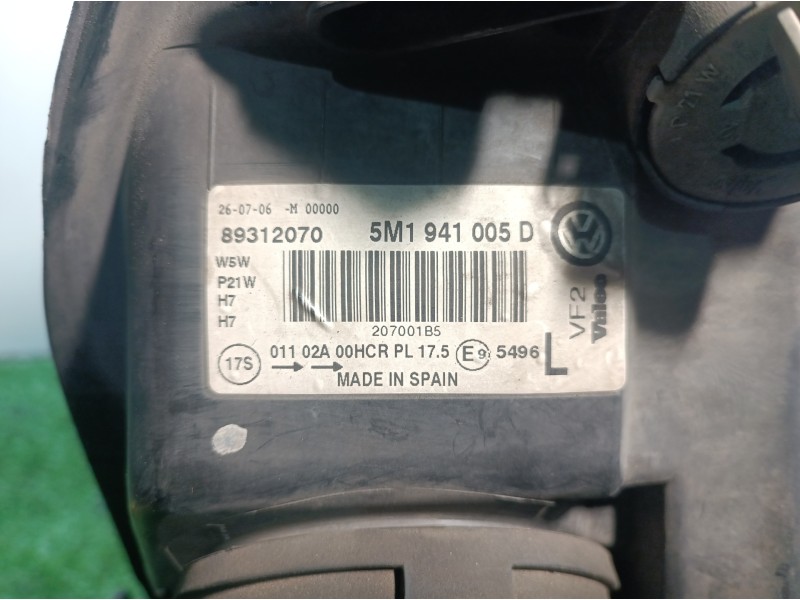 26-07-06 -M 00000
89312070 5M1 941 005 D
W5W
P21W
H7
H7
207001B5
VF2
Valeo
17S 011 02A 00HCR PL 17.5 E9 5496 L
MADE IN SPAIN
P21W